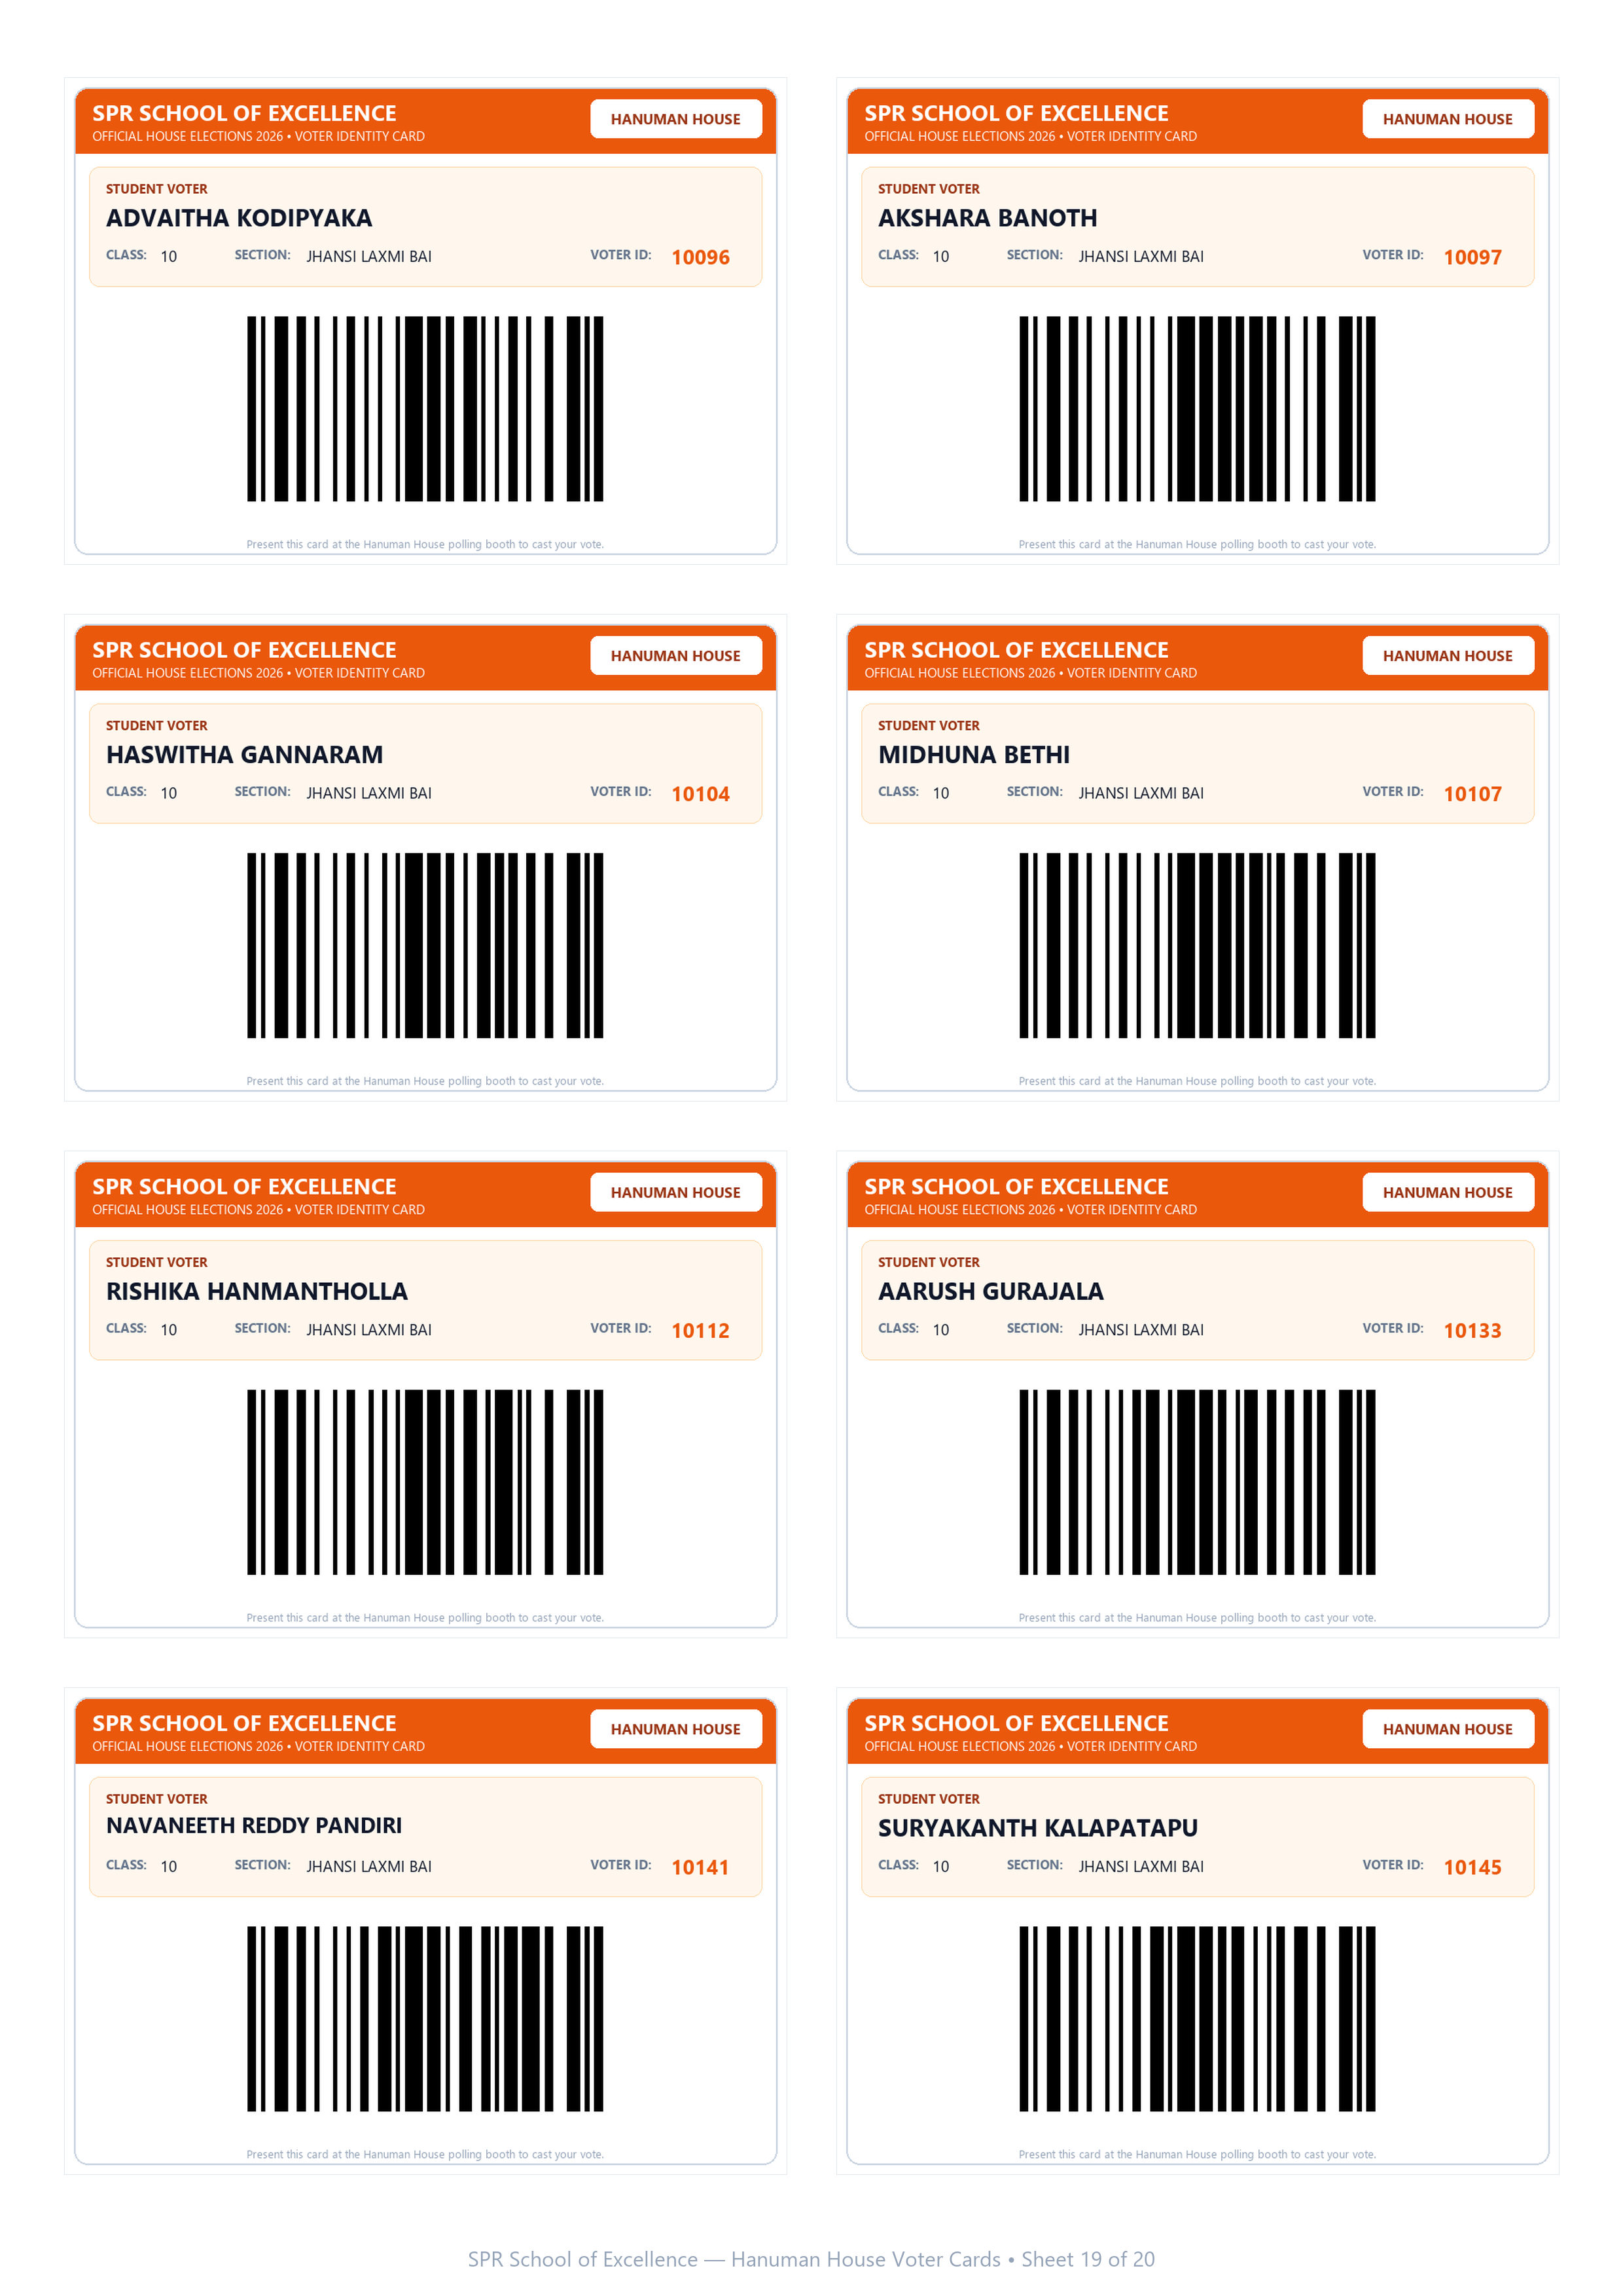 SPR SCHOOL OF EXCELLENCE
OFFICIAL HOUSE ELECTIONS 2026 • VOTER IDENTITY CARD
HANUMAN HOUSE
STUDENT VOTER
ADVAITHA KODIPYAKA
CLASS: 10 SECTION: JHANSI LAXMI BAI VOTER ID: 10096
Present this card at the Hanuman House polling booth to cast your vote.
SPR SCHOOL OF EXCELLENCE
OFFICIAL HOUSE ELECTIONS 2026 • VOTER IDENTITY CARD
HANUMAN HOUSE
STUDENT VOTER
AKSHARA BANOTH
CLASS: 10 SECTION: JHANSI LAXMI BAI VOTER ID: 10097
Present this card at the Hanuman House polling booth to cast your vote.
SPR SCHOOL OF EXCELLENCE
OFFICIAL HOUSE ELECTIONS 2026 • VOTER IDENTITY CARD
HANUMAN HOUSE
STUDENT VOTER
HASWITHA GANNARAM
CLASS: 10 SECTION: JHANSI LAXMI BAI VOTER ID: 10104
Present this card at the Hanuman House polling booth to cast your vote.
SPR SCHOOL OF EXCELLENCE
OFFICIAL HOUSE ELECTIONS 2026 • VOTER IDENTITY CARD
HANUMAN HOUSE
STUDENT VOTER
MIDHUNA BETHI
CLASS: 10 SECTION: JHANSI LAXMI BAI VOTER ID: 10107
Present this card at the Hanuman House polling booth to cast your vote.
SPR SCHOOL OF EXCELLENCE
OFFICIAL HOUSE ELECTIONS 2026 • VOTER IDENTITY CARD
HANUMAN HOUSE
STUDENT VOTER
RISHIKA HANMANTHOLLA
CLASS: 10 SECTION: JHANSI LAXMI BAI VOTER ID: 10112
Present this card at the Hanuman House polling booth to cast your vote.
SPR SCHOOL OF EXCELLENCE
OFFICIAL HOUSE ELECTIONS 2026 • VOTER IDENTITY CARD
HANUMAN HOUSE
STUDENT VOTER
AARUSH GURAJALA
CLASS: 10 SECTION: JHANSI LAXMI BAI VOTER ID: 10133
Present this card at the Hanuman House polling booth to cast your vote.
SPR SCHOOL OF EXCELLENCE
OFFICIAL HOUSE ELECTIONS 2026 • VOTER IDENTITY CARD
HANUMAN HOUSE
STUDENT VOTER
NAVANEETH REDDY PANDIRI
CLASS: 10 SECTION: JHANSI LAXMI BAI VOTER ID: 10141
Present this card at the Hanuman House polling booth to cast your vote.
SPR SCHOOL OF EXCELLENCE
OFFICIAL HOUSE ELECTIONS 2026 • VOTER IDENTITY CARD
HANUMAN HOUSE
STUDENT VOTER
SURYAKANTH KALAPATAPU
CLASS: 10 SECTION: JHANSI LAXMI BAI VOTER ID: 10145
Present this card at the Hanuman House polling booth to cast your vote.
SPR School of Excellence — Hanuman House Voter Cards • Sheet 19 of 20